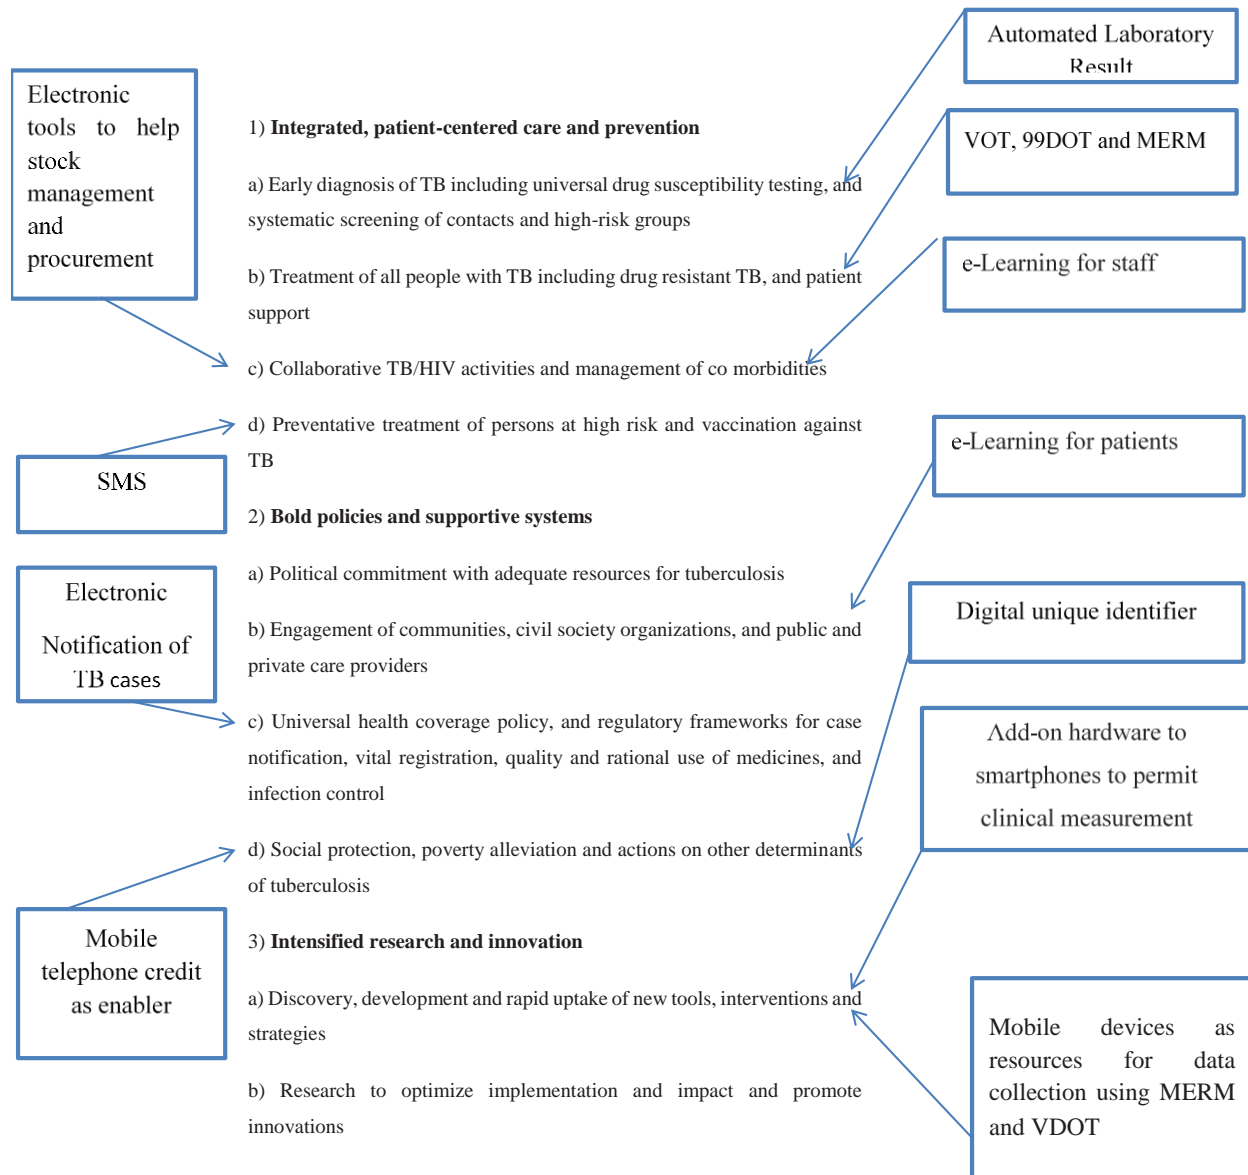 Electronic
tools to help
stock
management
and
procurement
SMS
Electronic
Notification of
TB cases
Mobile
telephone credit
as enabler
1) Integrated, patient-centered care and prevention
a) Early diagnosis of TB including universal drug susceptibility testing, and
systematic screening of contacts and high-risk groups
b) Treatment of all people with TB including drug resistant TB, and patient
support
c) Collaborative TB/HIV activities and management of co morbidities
d) Preventative treatment of persons at high risk and vaccination against
TB
2) Bold policies and supportive systems
a) Political commitment with adequate resources for tuberculosis
b) Engagement of communities, civil society organizations, and public and
private care providers
c) Universal health coverage policy, and regulatory frameworks for case
notification, vital registration, quality and rational use of medicines, and
infection control
d) Social protection, poverty alleviation and actions on other determinants
of tuberculosis
3) Intensified research and innovation
a) Discovery, development and rapid uptake of new tools, interventions and
strategies
b) Research to optimize implementation and impact and promote
innovations
Automated Laboratory
Result
VOT, 99DOT and MERM
e-Learning for staff
e-Learning for patients
Digital unique identifier
Add-on hardware to
smartphones to permit
clinical measurement
Mobile devices as
resources for data
collection using MERM
and VDOT